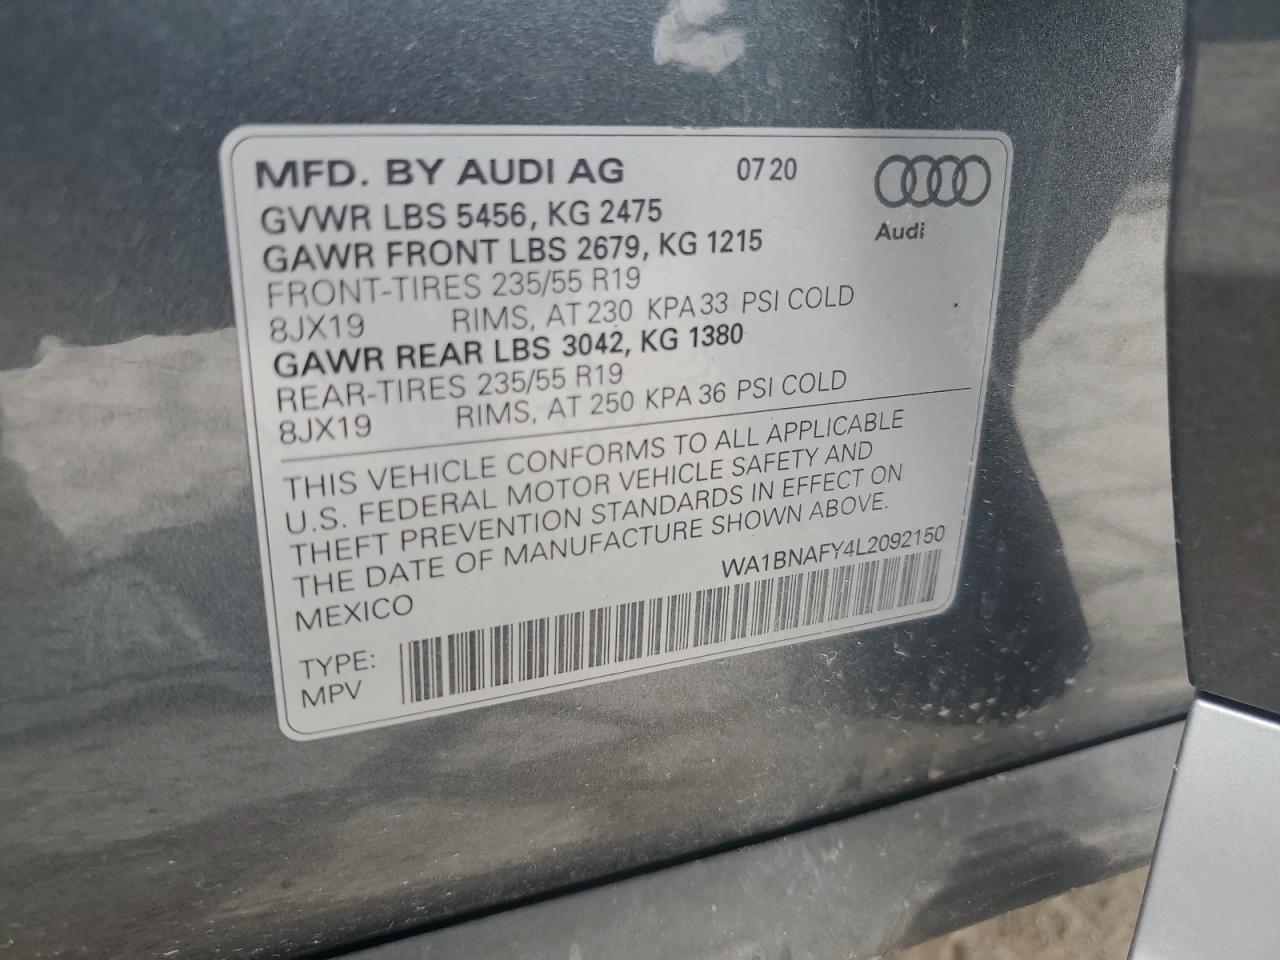 MFD. BY AUDI AG 07 20
GVWR LBS 5456, KG 2475
Audi
GAWR FRONT LBS 2679, KG 1215
FRONT-TIRES 235/55 R19
8JX19 RIMS, AT 230 KPA 33 PSI COLD
GAWR REAR LBS 3042, KG 1380
REAR-TIRES 235/55 R19
8JX19 RIMS, AT 250 KPA 36 PSI COLD
THIS VEHICLE CONFORMS TO ALL APPLICABLE
U.S. FEDERAL MOTOR VEHICLE SAFETY AND
THEFT PREVENTION STANDARDS IN EFFECT ON
THE DATE OF MANUFACTURE SHOWN ABOVE.
MEXICO WA1BNAFY4L2092150
TYPE:
MPV